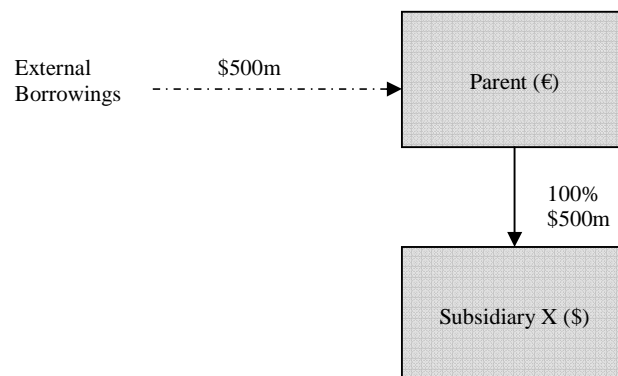 External
Borrowings
$500m
Parent (€)
100%
$500m
Subsidiary X ($)